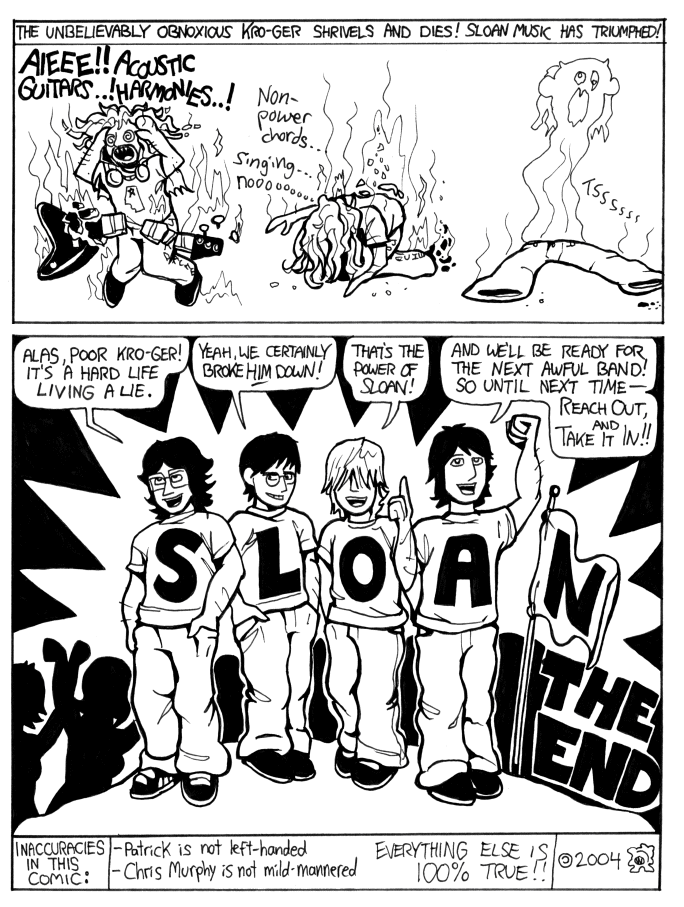 THE UNBELIEVABLY OBNOXIOUS KRO-GER SHRIVELS AND DIES! SLOAN MUSIC HAS TRIUMPHED!
AIEEE!! ACOUSTIC
GUITARS...! HARMONIES...!
Non-
power
chords...
singing...
nooooooooo...
TSSSSSSS
ALAS, POOR KRO-GER!
IT'S A HARD LIFE
LIVING A LIE.
YEAH, WE CERTAINLY
BROKE HIM DOWN!
THAT'S THE
POWER OF
SLOAN!
AND WE'LL BE READY FOR
THE NEXT AWFUL BAND!
SO UNTIL NEXT TIME—
REACH OUT,
AND
TAKE IT IN!!
S L O A N
THE
END
INACCURACIES
IN THIS
COMIC:
-Patrick is not left-handed
-Chris Murphy is not mild-mannered
EVERYTHING ELSE IS
100% TRUE!!
©2004